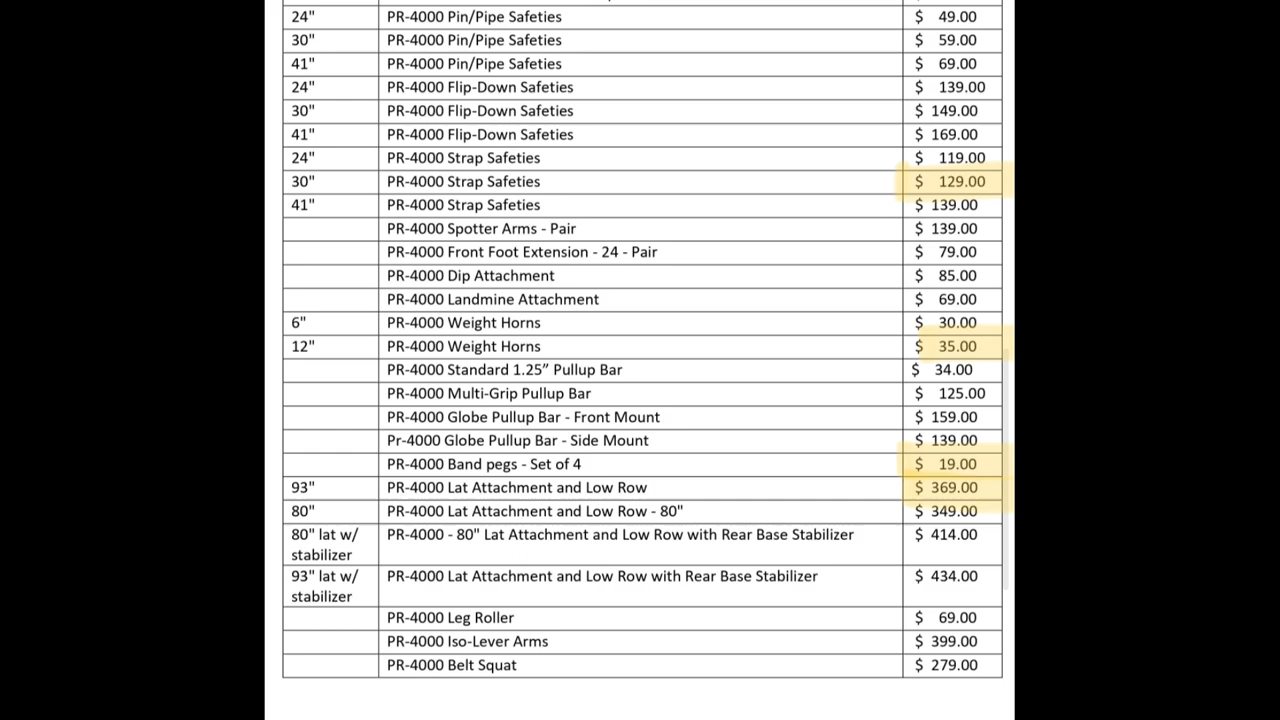 24" PR-4000 Pin/Pipe Safeties $ 49.00
30" PR-4000 Pin/Pipe Safeties $ 59.00
41" PR-4000 Pin/Pipe Safeties $ 69.00
24" PR-4000 Flip-Down Safeties $ 139.00
30" PR-4000 Flip-Down Safeties $ 149.00
41" PR-4000 Flip-Down Safeties $ 169.00
24" PR-4000 Strap Safeties $ 119.00
30" PR-4000 Strap Safeties $ 129.00
41" PR-4000 Strap Safeties $ 139.00
PR-4000 Spotter Arms - Pair $ 139.00
PR-4000 Front Foot Extension - 24 - Pair $ 79.00
PR-4000 Dip Attachment $ 85.00
PR-4000 Landmine Attachment $ 69.00
6" PR-4000 Weight Horns $ 30.00
12" PR-4000 Weight Horns $ 35.00
PR-4000 Standard 1.25” Pullup Bar $ 34.00
PR-4000 Multi-Grip Pullup Bar $ 125.00
PR-4000 Globe Pullup Bar - Front Mount $ 159.00
Pr-4000 Globe Pullup Bar - Side Mount $ 139.00
PR-4000 Band pegs - Set of 4 $ 19.00
93" PR-4000 Lat Attachment and Low Row $ 369.00
80" PR-4000 Lat Attachment and Low Row - 80" $ 349.00
80" lat w/ PR-4000 - 80" Lat Attachment and Low Row with Rear Base Stabilizer $ 414.00
stabilizer
93" lat w/ PR-4000 Lat Attachment and Low Row with Rear Base Stabilizer $ 434.00
stabilizer
PR-4000 Leg Roller $ 69.00
PR-4000 Iso-Lever Arms $ 399.00
PR-4000 Belt Squat $ 279.00